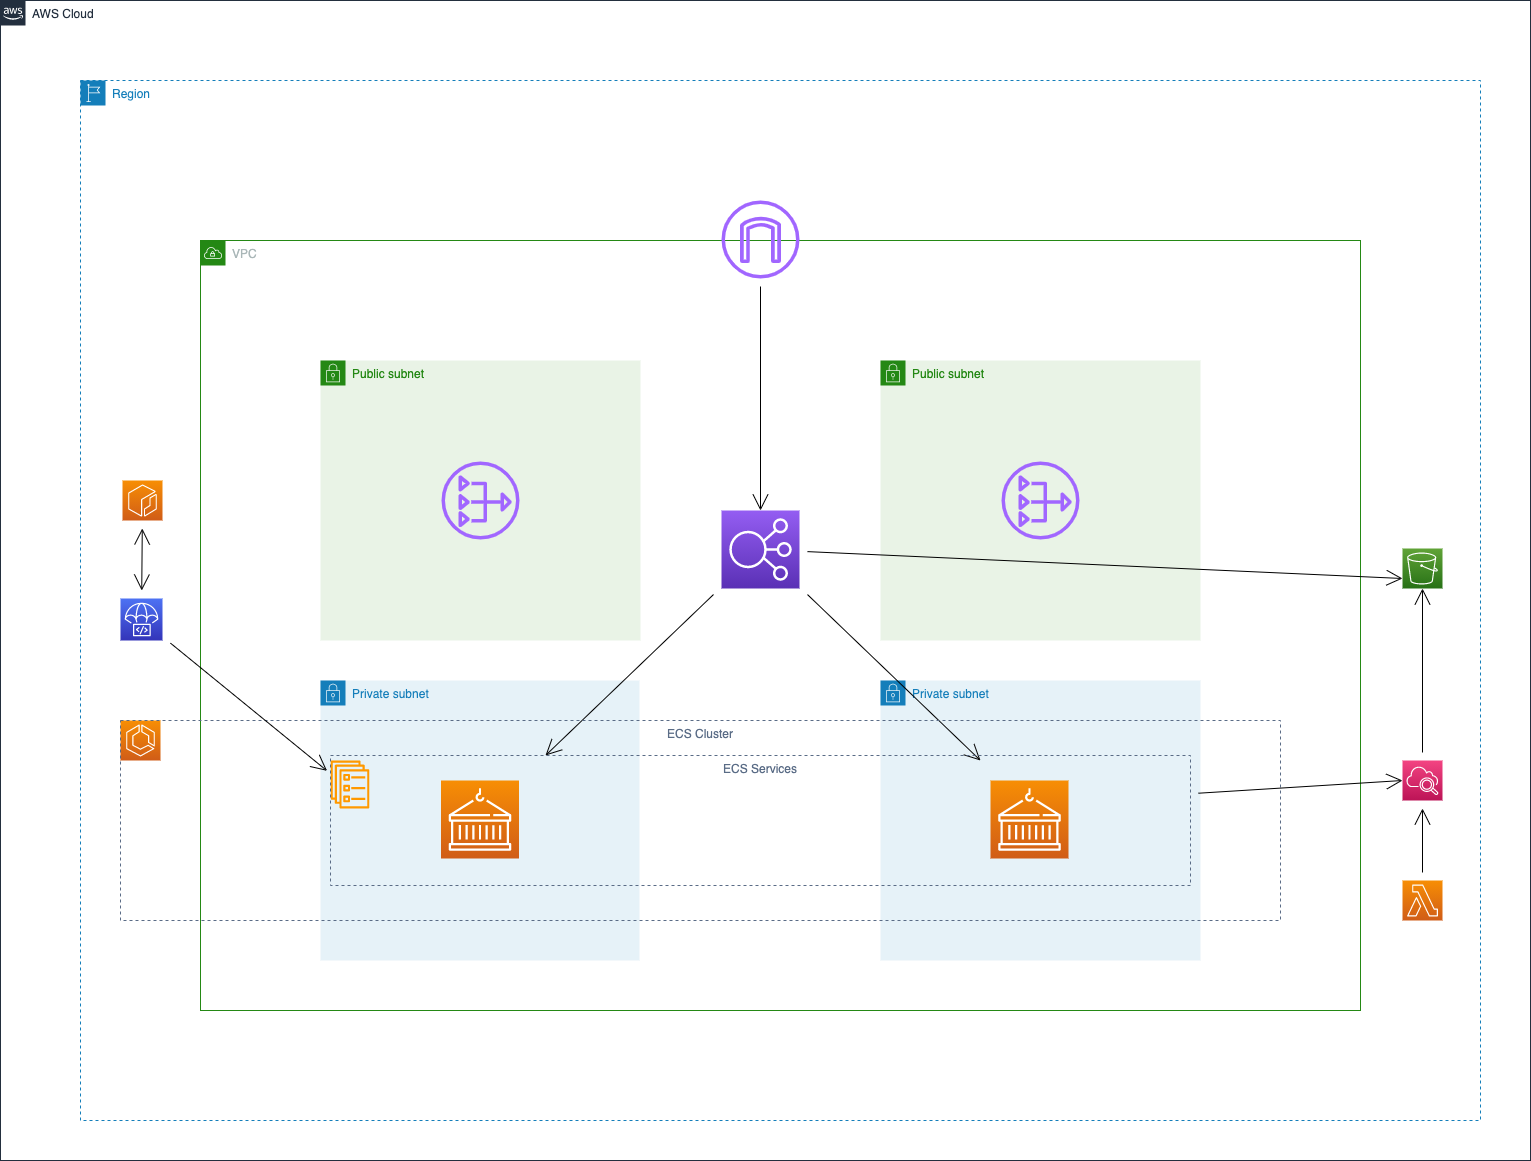 aws
AWS Cloud
Region
VPC
Public subnet
Public subnet
Private subnet
Private subnet
ECS Cluster
ECS Services